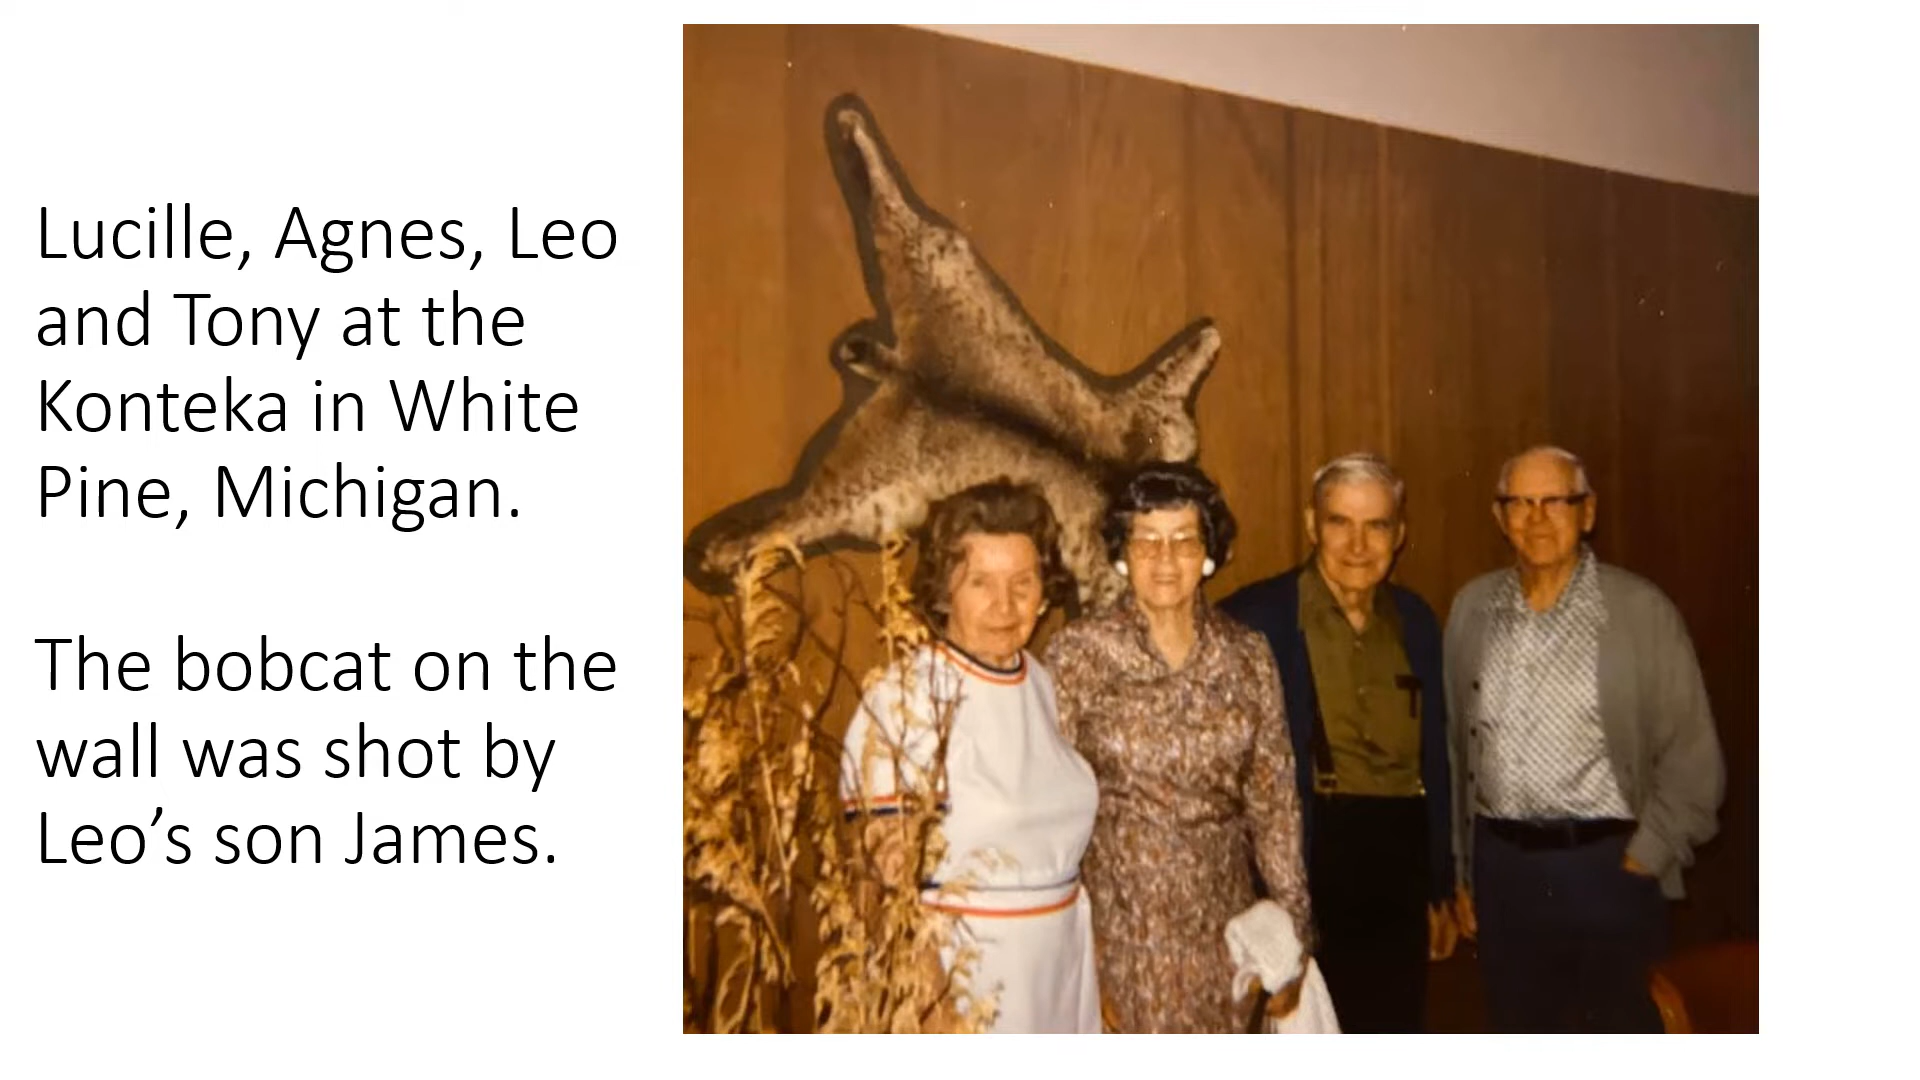 Lucille, Agnes, Leo
and Tony at the
Konteka in White
Pine, Michigan.
The bobcat on the
wall was shot by
Leo’s son James.